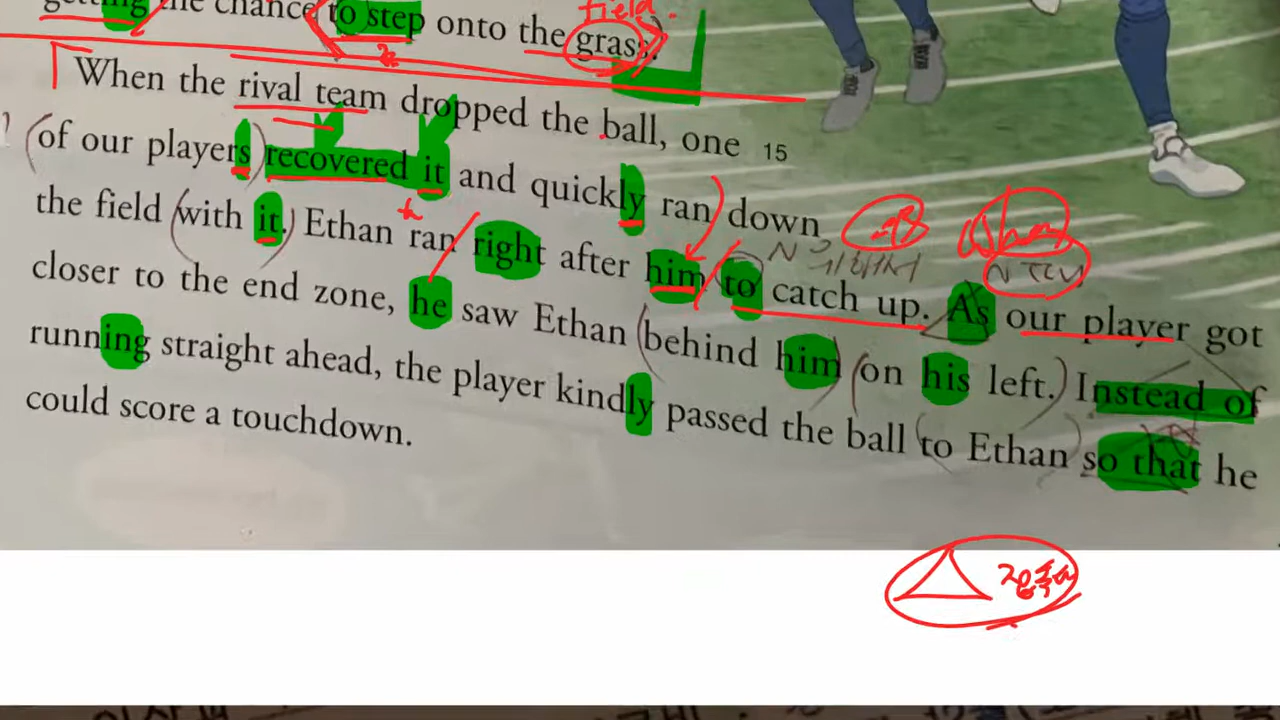 field.
getting the chance to step onto the grass.
When the rival team dropped the ball, one 15
of our players recovered it and quickly ran down
the field with it. Ethan ran right after him to catch up. As our player got
closer to the end zone, he saw Ethan behind him on his left. Instead of
running straight ahead, the player kindly passed the ball to Ethan so that he
could score a touchdown.
When
접속사